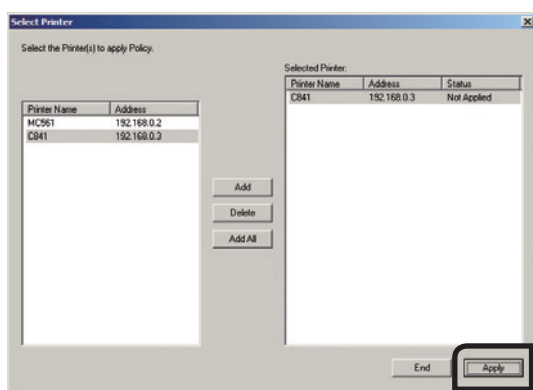 Select Printer
Select the Printer(s) to apply Policy.
Selected Printer:
Printer Name Address Status
C841 192.168.0.3 Not Applied
Printer Name Address
MC561 192.168.0.2
C841 192.168.0.3
Add
Delete
Add All
End Apply